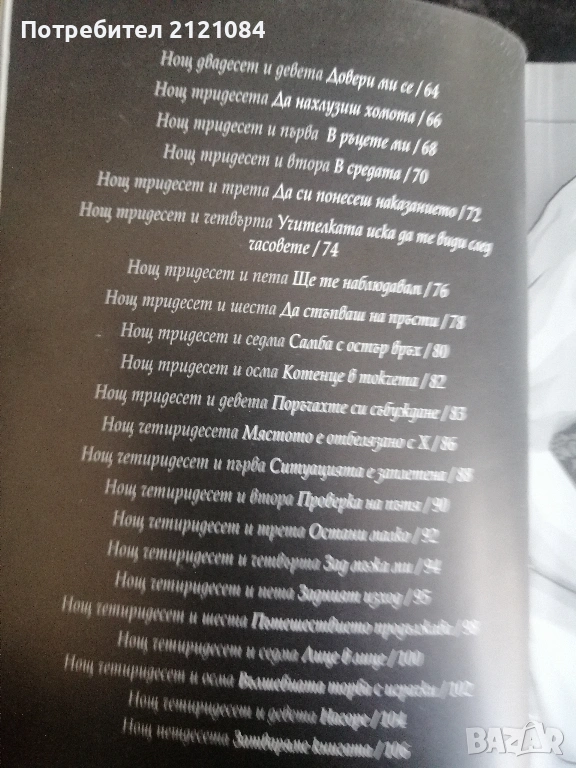 Потребител 2121084
Нощ двадесет и девета Довери ми се / 64
Нощ тридесета Да нахлузиш хомота / 66
Нощ тридесет и първа В ръцете ми / 68
Нощ тридесет и втора В средата / 70
Нощ тридесет и трета Да си понесеш наказанието / 72
Нощ тридесет и четвърта Учителката иска да те види след
часовете / 74
Нощ тридесет и пета Ще те наблюдавам / 76
Нощ тридесет и шеста Да стъпваш на пръсти / 78
Нощ тридесет и седма Самба с остър връх / 80
Нощ тридесет и осма Котенце в токчета / 82
Нощ тридесет и девета Поръчахте си събуждане / 83
Нощ четиридесета Мястото е отбелязано с X / 86
Нощ четиридесет и първа Ситуацията е заплетена / 88
Нощ четиридесет и втора Проверка на пътя / 90
Нощ четиридесет и трета Остани малко / 92
Нощ четиридесет и четвърта Зад мъжа ми / 94
Нощ четиридесет и пета Задният изход / 95
Нощ четиридесет и шеста Пътешествието продължава / 98
Нощ четиридесет и седма Лице в лице / 100
Нощ четиридесет и осма Вълшебната торба с играчки / 102
Нощ четиридесет и девета Нагоре / 104
Нощ петдесета Затваряме книгата / 106
BAZAR